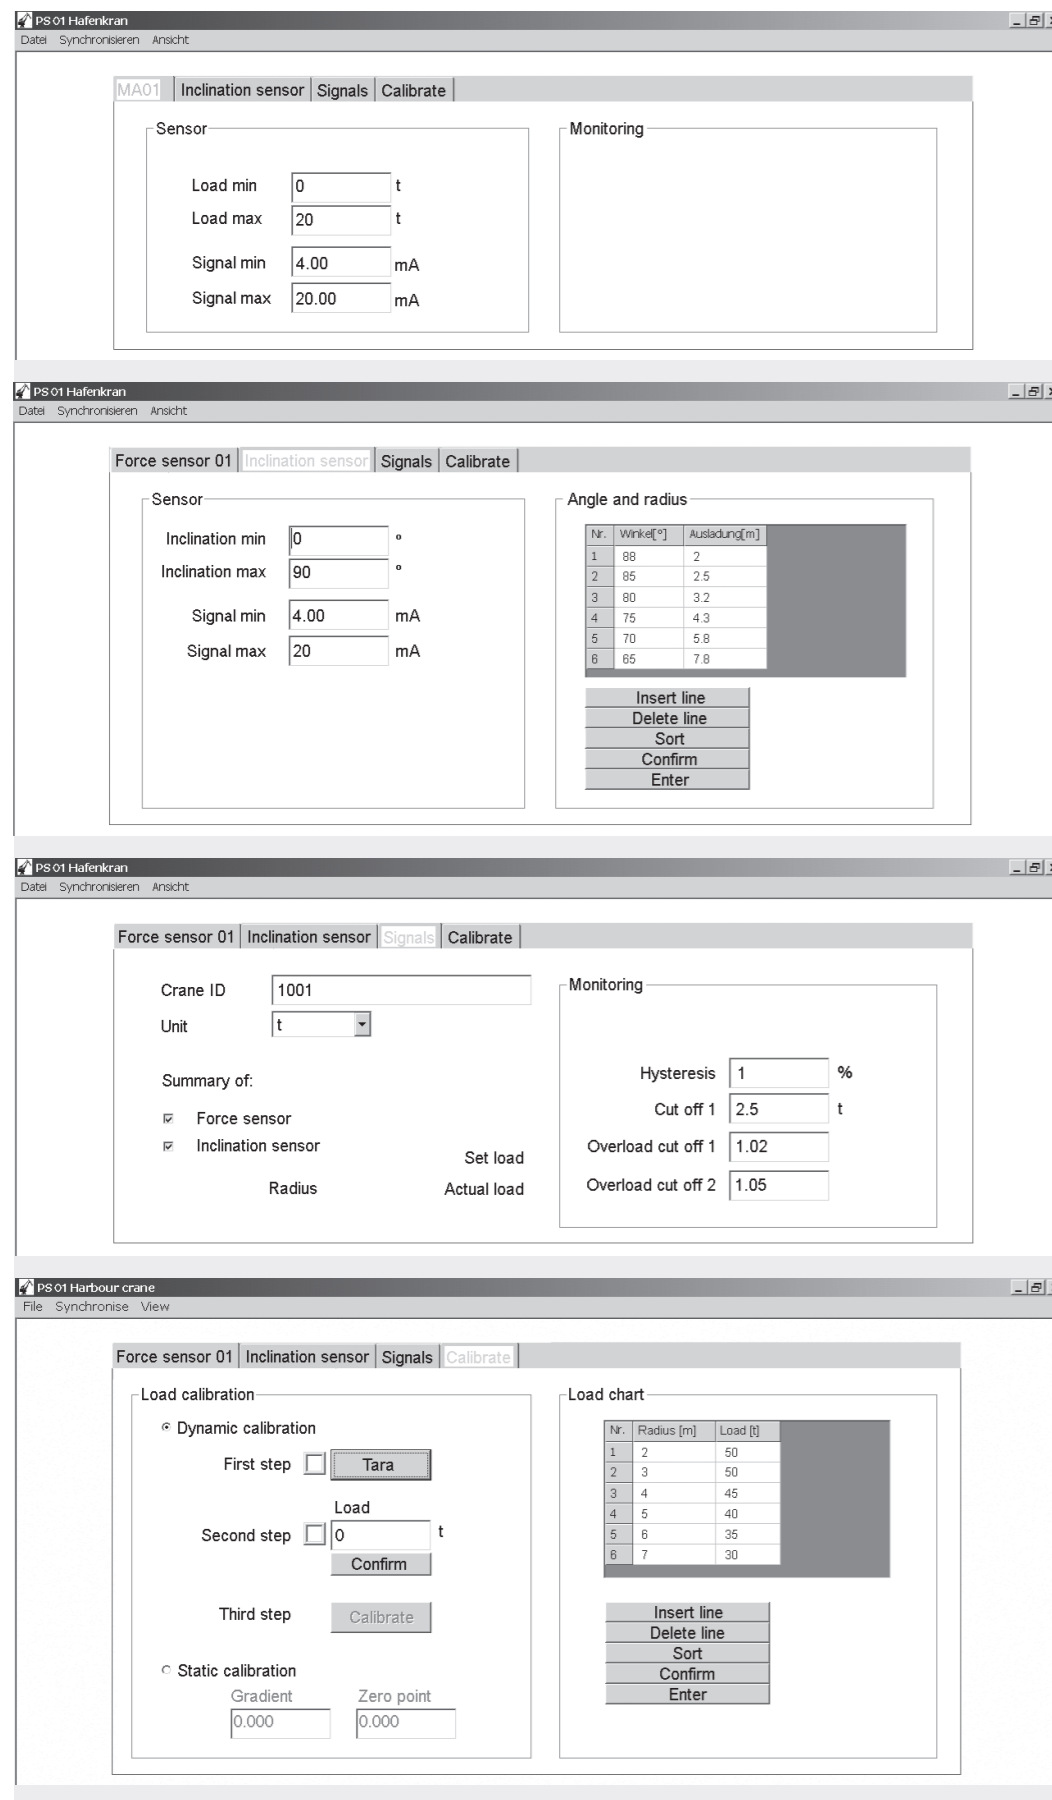 PS 01 Hafenkran
Datei Synchronisieren Ansicht
MA01 Inclination sensor Signals Calibrate
Sensor
Load min 0 t
Load max 20 t
Signal min 4.00 mA
Signal max 20.00 mA
Monitoring
PS 01 Hafenkran
Datei Synchronisieren Ansicht
Force sensor 01 Inclination sensor Signals Calibrate
Sensor
Inclination min 0 º
Inclination max 90 º
Signal min 4.00 mA
Signal max 20 mA
Angle and radius
Nr. Winkel[°] Ausladung[m]
1 88 2
2 85 2.5
3 80 3.2
4 75 4.3
5 70 5.8
6 65 7.8
Insert line
Delete line
Sort
Confirm
Enter
PS 01 Hafenkran
Datei Synchronisieren Ansicht
Force sensor 01 Inclination sensor Signals Calibrate
Crane ID 1001
Unit t
Summary of:
Force sensor
Inclination sensor
Set load
Radius Actual load
Monitoring
Hysteresis 1 %
Cut off 1 2.5 t
Overload cut off 1 1.02
Overload cut off 2 1.05
PS 01 Harbour crane
File Synchronise View
Force sensor 01 Inclination sensor Signals Calibrate
Load calibration
Dynamic calibration
First step Tara
Load
Second step 0 t
Confirm
Third step Calibrate
Static calibration
Gradient Zero point
0.000 0.000
Load chart
Nr. Radius [m] Load [t]
1 2 50
2 3 50
3 4 45
4 5 40
5 6 35
6 7 30
Insert line
Delete line
Sort
Confirm
Enter